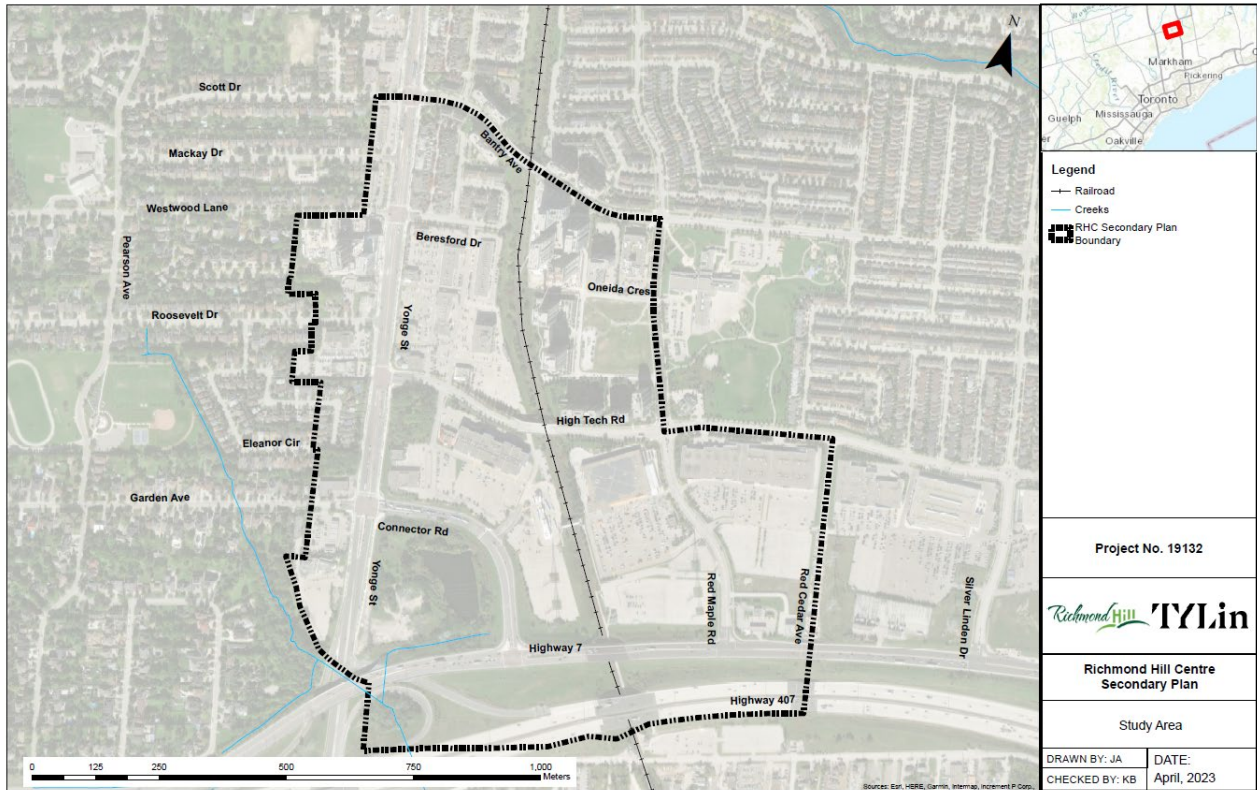 N
Scott Dr
Mackay Dr
Bantry Ave
Westwood Lane
Beresford Dr
Pearson Ave
Oneida Cres
Roosevelt Dr
Yonge St
High Tech Rd
Eleanor Cir
Garden Ave
Connector Rd
Yonge St
Red Maple Rd
Red Cedar Ave
Silver Linden Dr
Highway 7
Highway 407
0 125 250 500 750 1,000
Meters
Sources: Esri, HERE, Garmin, Intermap, increment P Corp.,
Markham
Pickering
Credit River
Toronto
Guelph
Mississauga
Oakville
Legend
Railroad
Creeks
RHC Secondary Plan
Boundary
Project No. 19132
Richmond Hill TYLin
Richmond Hill Centre
Secondary Plan
Study Area
DRAWN BY: JA
CHECKED BY: KB
DATE:
April, 2023